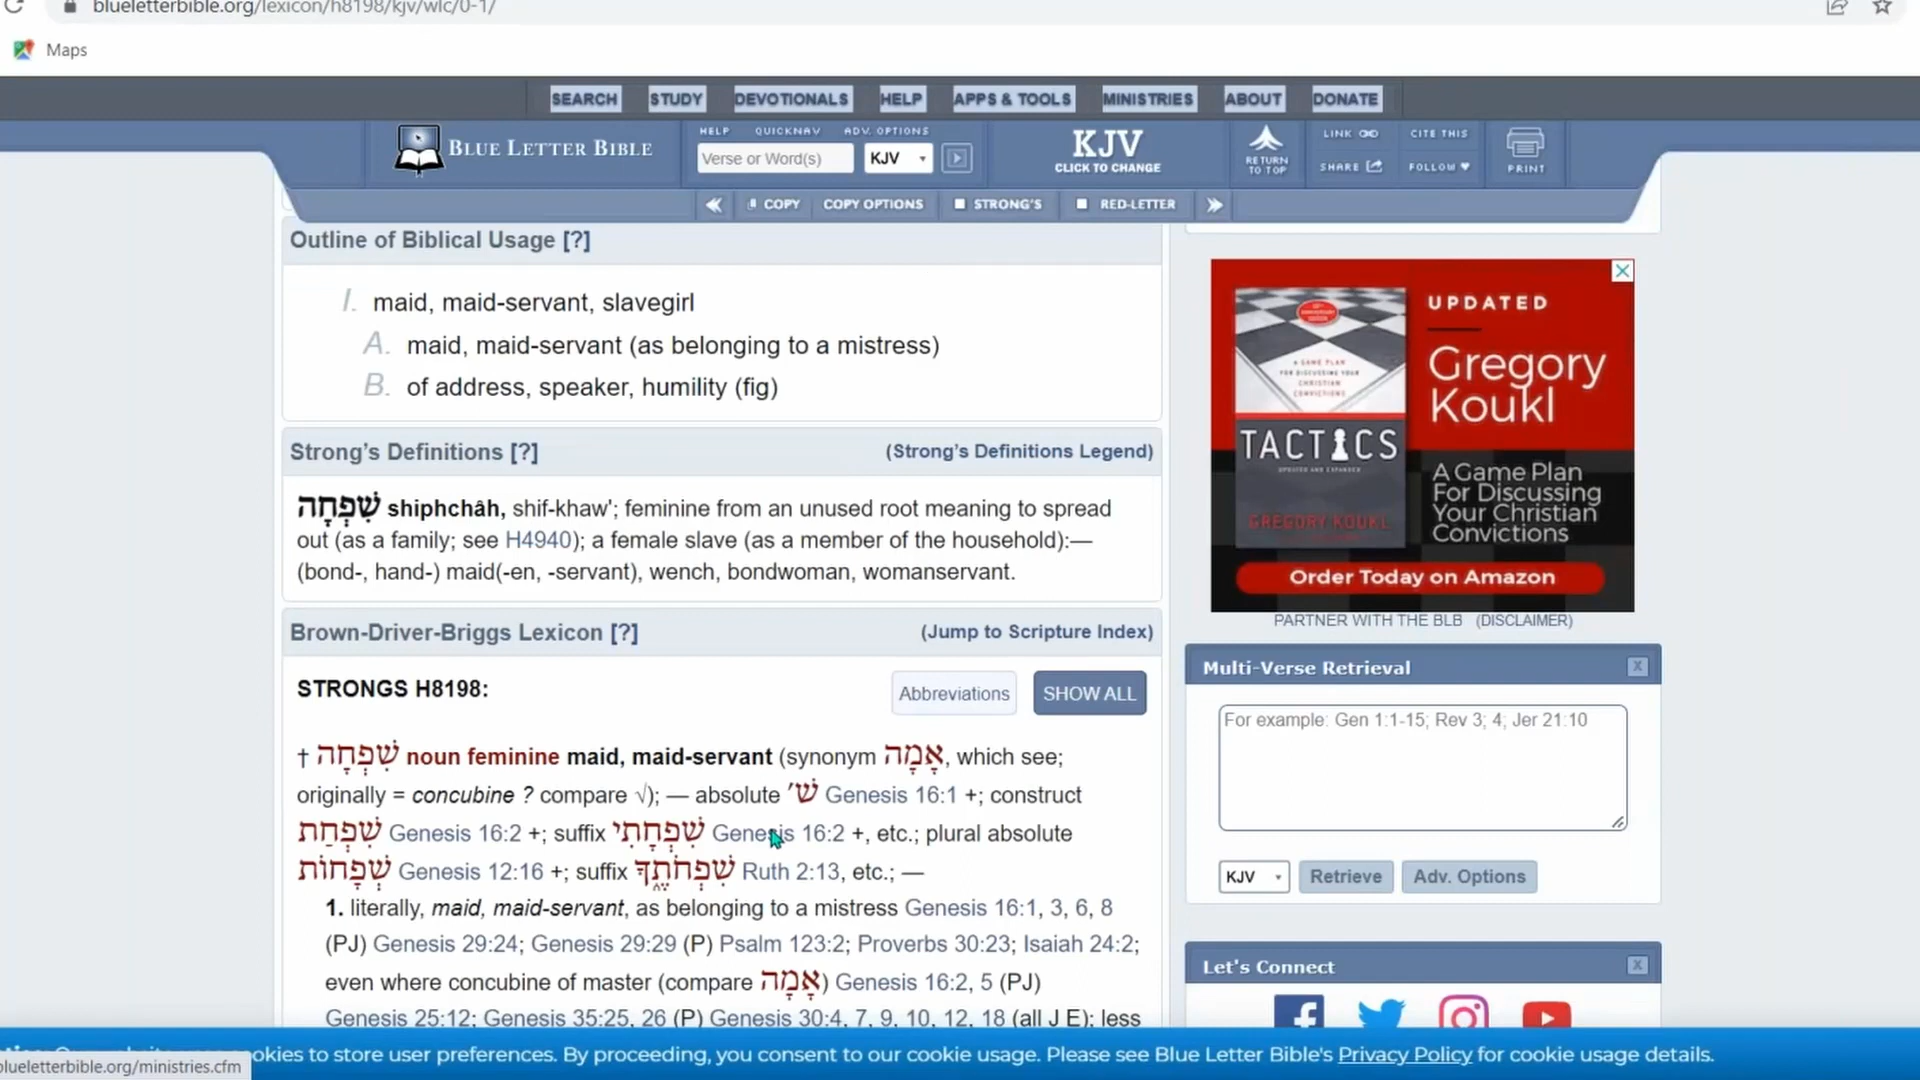 blueletterbible.org/lexicon/h8198/kjv/wlc/0-1/
Maps
SEARCH STUDY DEVOTIONALS HELP APPS & TOOLS MINISTRIES ABOUT DONATE
BLUE LETTER BIBLE
HELP QUICKNAV ADV. OPTIONS
Verse or Word(s) KJV
KJV
CLICK TO CHANGE
RETURN
TO TOP
LINK CITE THIS
SHARE FOLLOW
PRINT
COPY COPY OPTIONS STRONG'S RED-LETTER
Outline of Biblical Usage [?]
I. maid, maid-servant, slavegirl
A. maid, maid-servant (as belonging to a mistress)
B. of address, speaker, humility (fig)
Strong's Definitions [?] (Strong's Definitions Legend)
שִׁפְחָה shiphchâh, shif-khaw'; feminine from an unused root meaning to spread
out (as a family; see H4940); a female slave (as a member of the household):—
(bond-, hand-) maid(-en, -servant), wench, bondwoman, womanservant.
Brown-Driver-Briggs Lexicon [?] (Jump to Scripture Index)
STRONGS H8198: Abbreviations SHOW ALL
† שִׁפְחָה noun feminine maid, maid-servant (synonym אָמָה, which see;
originally = concubine ? compare √); — absolute שׁ׳ Genesis 16:1 +; construct
שִׁפְחַת Genesis 16:2 +; suffix שִׁפְחָתִי Genesis 16:2 +, etc.; plural absolute
שְׁפָחוֹת Genesis 12:16 +; suffix שִׁפְחֹתֶ֑ךָ Ruth 2:13, etc.; —
1. literally, maid, maid-servant, as belonging to a mistress Genesis 16:1, 3, 6, 8
(PJ) Genesis 29:24; Genesis 29:29 (P) Psalm 123:2; Proverbs 30:23; Isaiah 24:2;
even where concubine of master (compare אָמָה) Genesis 16:2, 5 (PJ)
Genesis 25:12; Genesis 35:25, 26 (P) Genesis 30:4, 7, 9, 10, 12, 18 (all J E); less
UPDATED
Gregory
Koukl
A GAME PLAN
FOR DISCUSSING
YOUR CHRISTIAN
CONVICTIONS
TACTICS
UPDATED AND EXPANDED
GREGORY KOUKL
A Game Plan
For Discussing
Your Christian
Convictions
Order Today on Amazon
PARTNER WITH THE BLB (DISCLAIMER)
Multi-Verse Retrieval X
For example: Gen 1:1-15; Rev 3; 4; Jer 21:10
KJV Retrieve Adv. Options
Let's Connect X
okies to store user preferences. By proceeding, you consent to our cookie usage. Please see Blue Letter Bible's Privacy Policy for cookie usage details.
blueletterbible.org/ministries.cfm